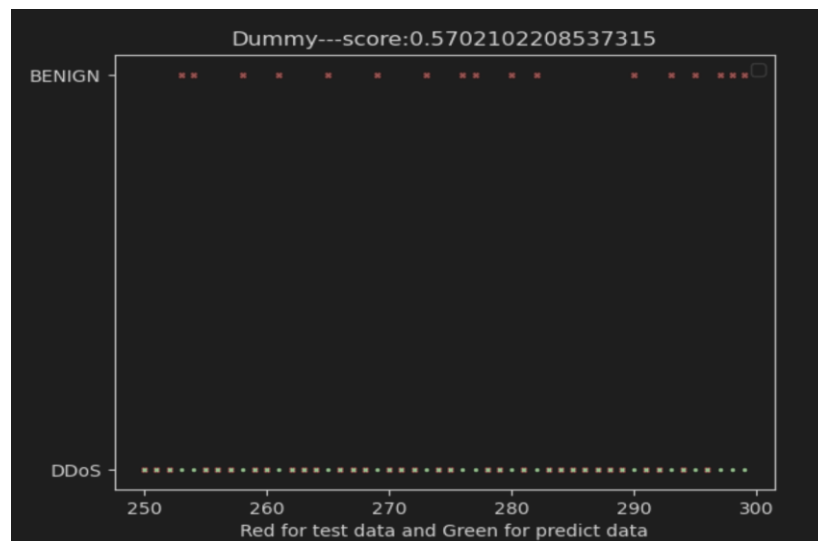 Dummy---score:0.5702102208537315
BENIGN
DDoS
250 260 270 280 290 300
Red for test data and Green for predict data